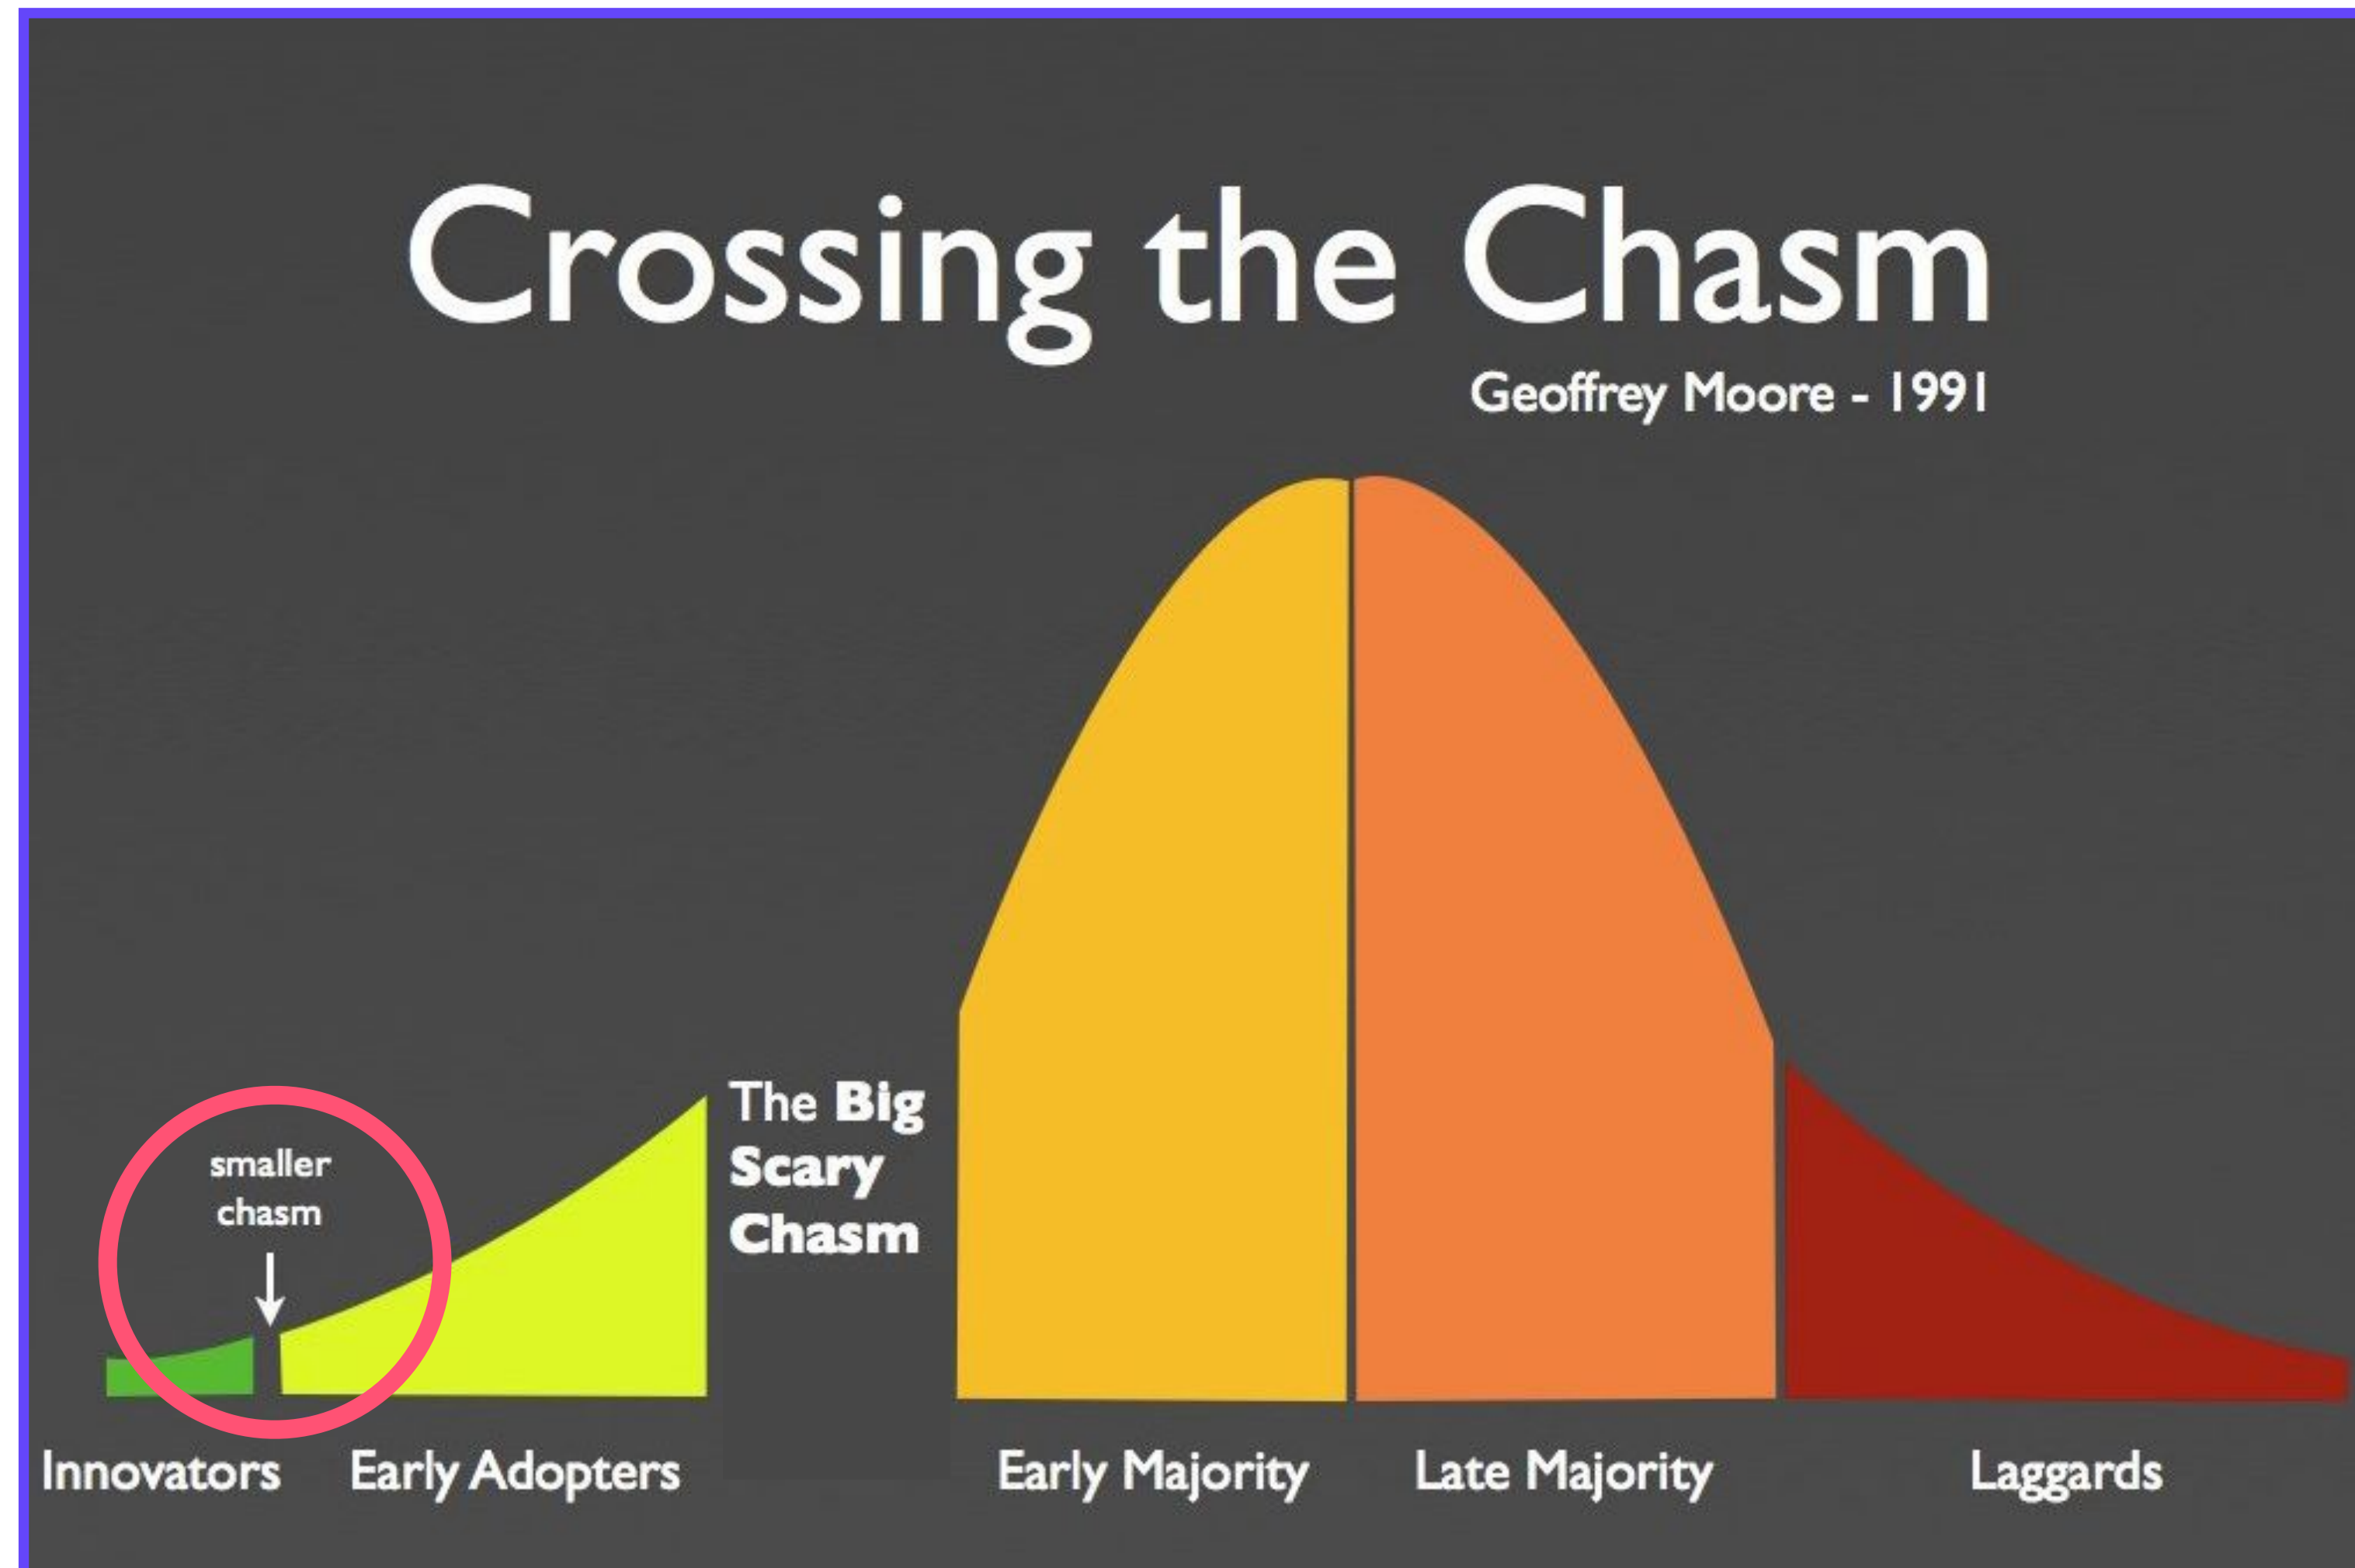 Crossing the Chasm
Geoffrey Moore - 1991
The Big
Scary
Chasm
smaller
chasm
Innovators
Early Adopters
Early Majority
Late Majority
Laggards